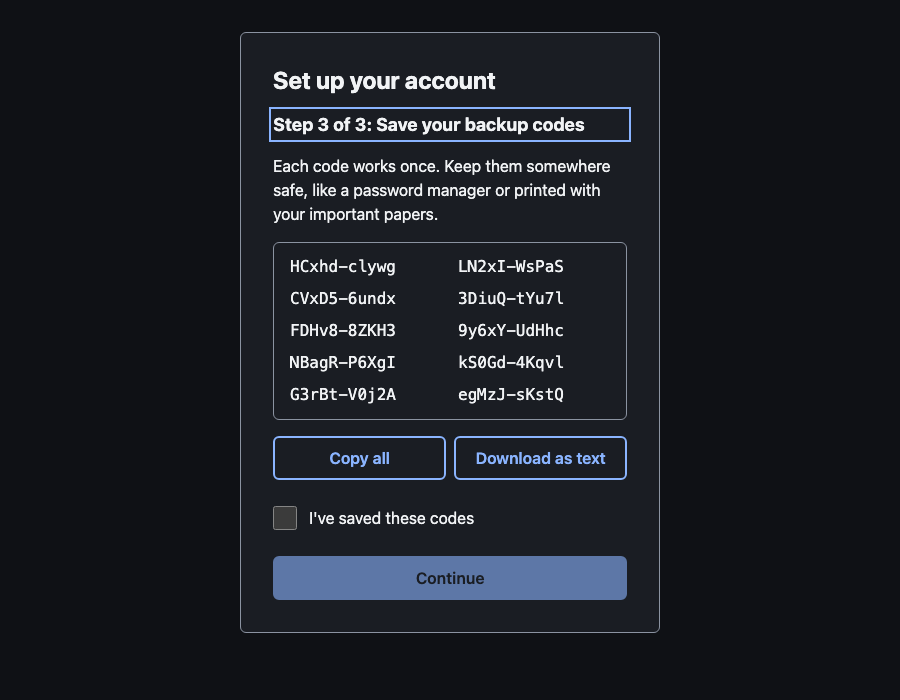 Set up your account
Step 3 of 3: Save your backup codes
Each code works once. Keep them somewhere
safe, like a password manager or printed with
your important papers.
HCxhd-clywg LN2xI-WsPaS
CVxD5-6undx 3DiuQ-tYu7l
FDHv8-8ZKH3 9y6xY-UdHhc
NBagR-P6XgI kS0Gd-4Kqvl
G3rBt-V0j2A egMzJ-sKstQ
Copy all Download as text
I've saved these codes
Continue